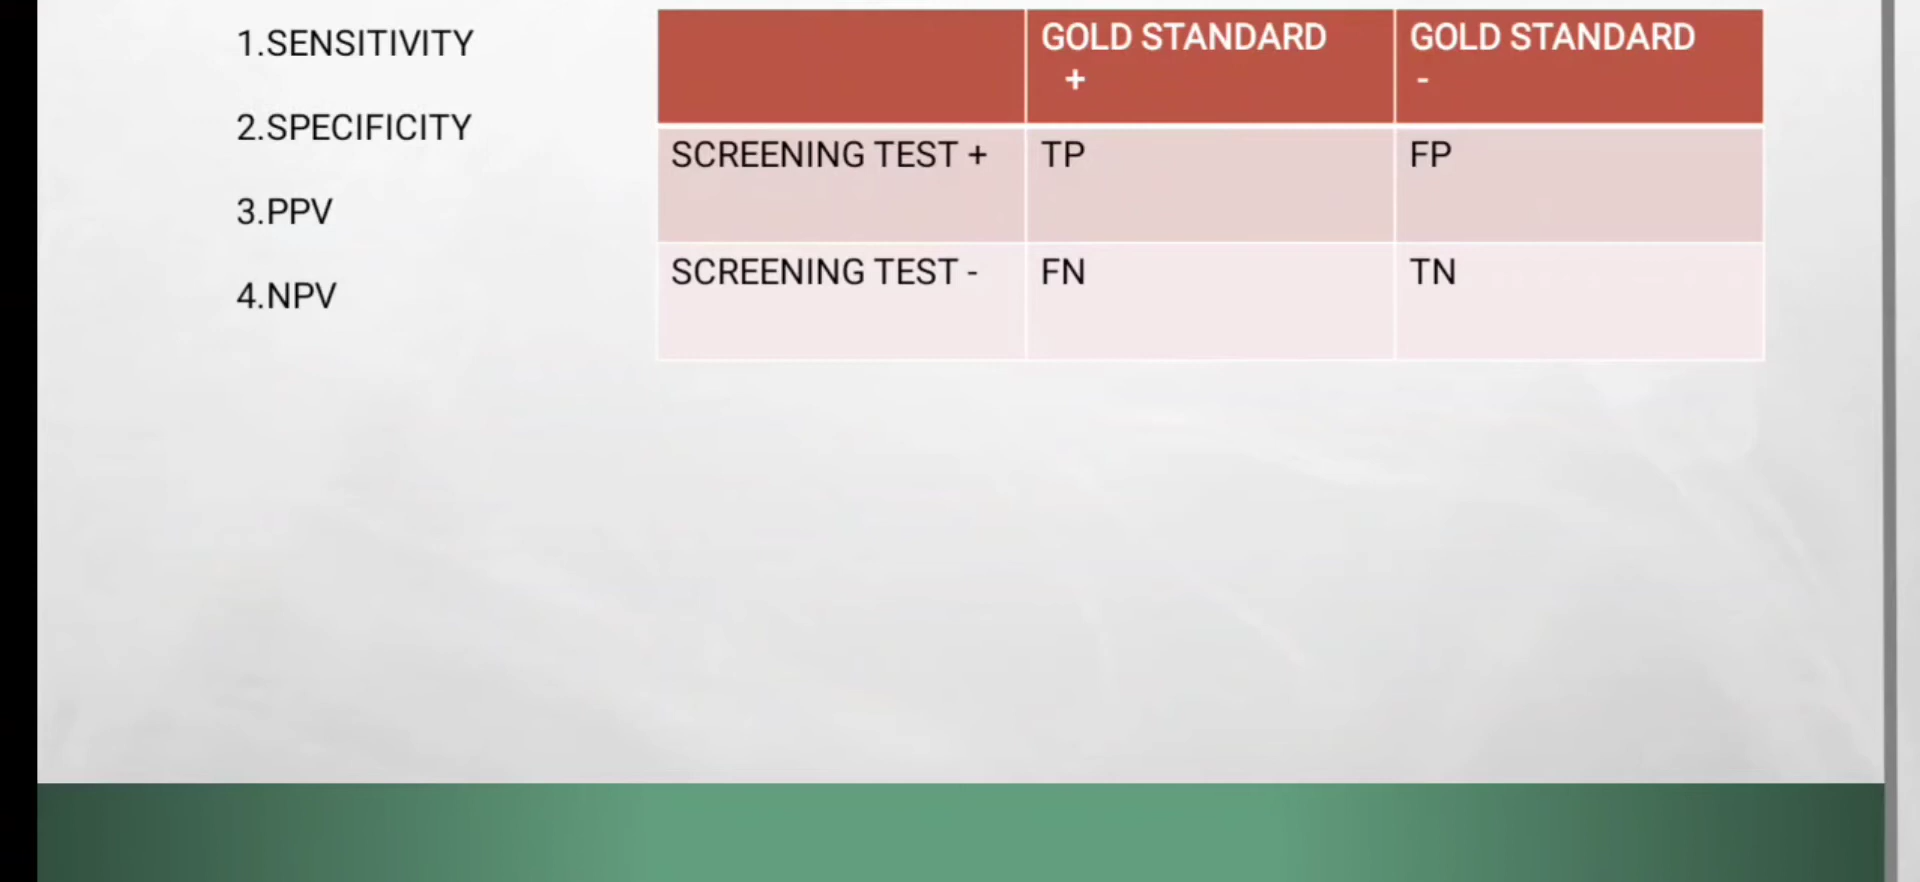 1.SENSITIVITY
2.SPECIFICITY
3.PPV
4.NPV
GOLD STANDARD
+
GOLD STANDARD
-
SCREENING TEST + TP FP
SCREENING TEST - FN TN